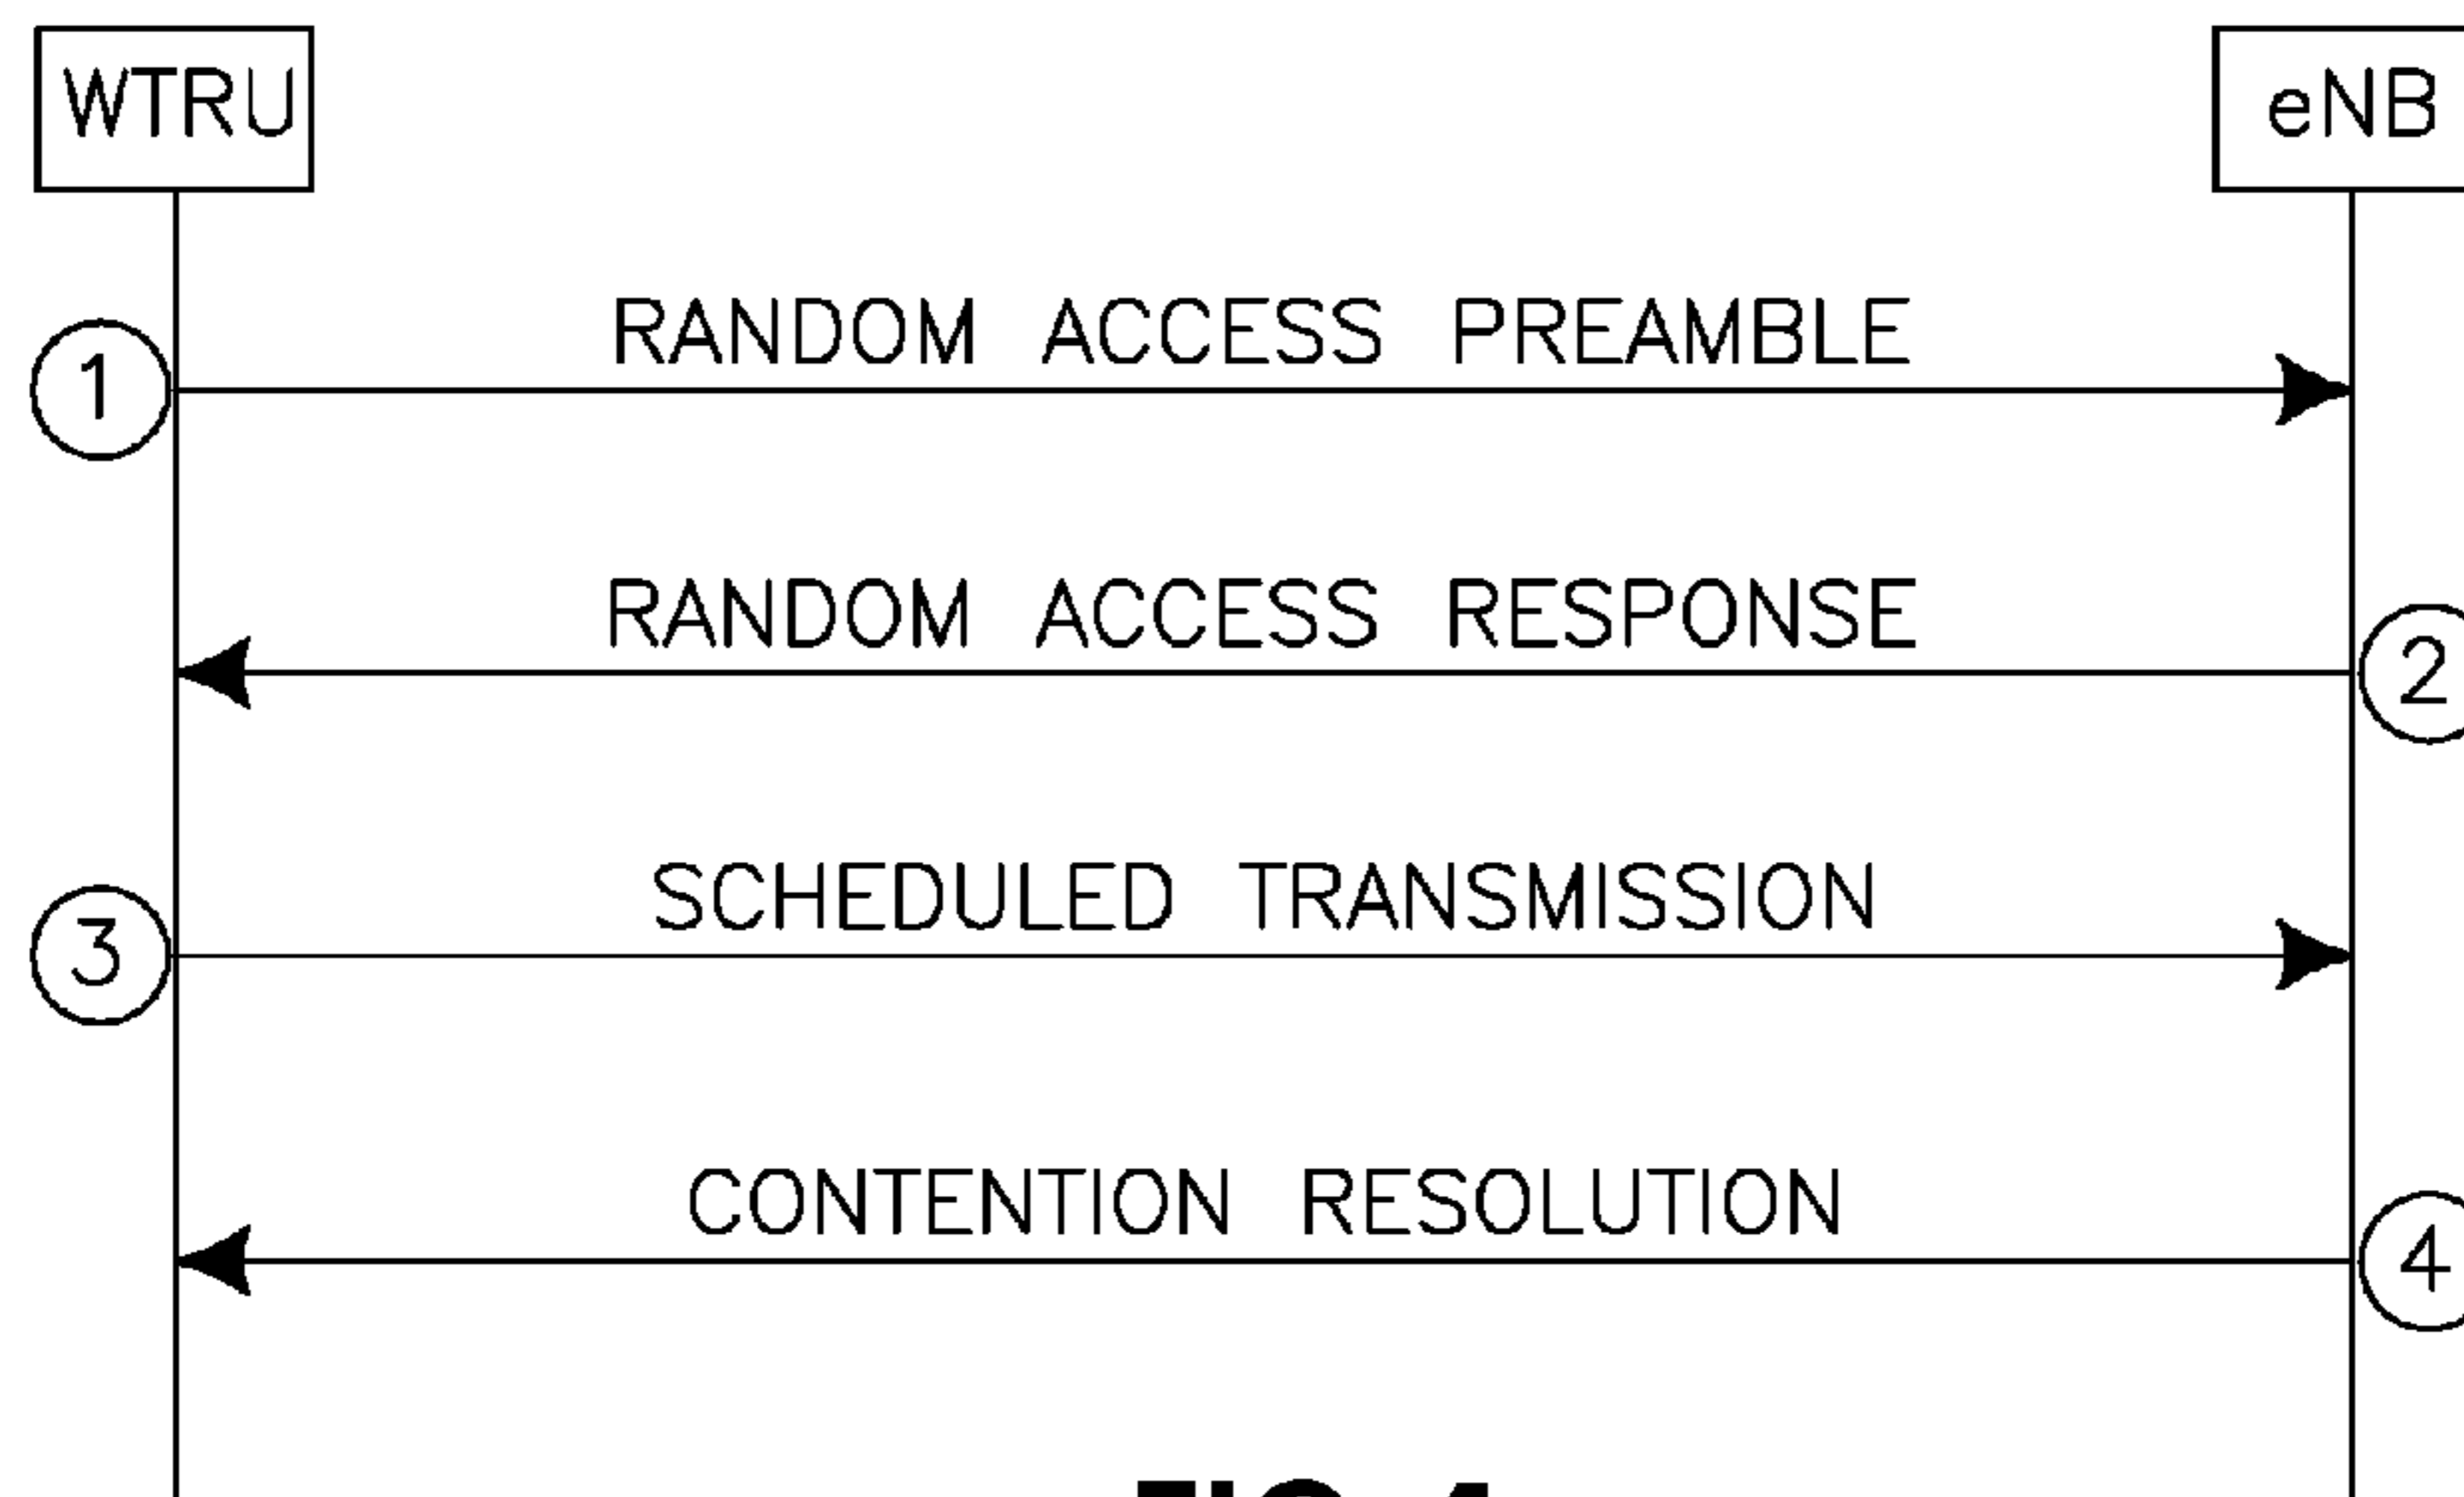 WTRU
eNB
RANDOM ACCESS PREAMBLE
1
RANDOM ACCESS RESPONSE
2
SCHEDULED TRANSMISSION
3
CONTENTION RESOLUTION
4